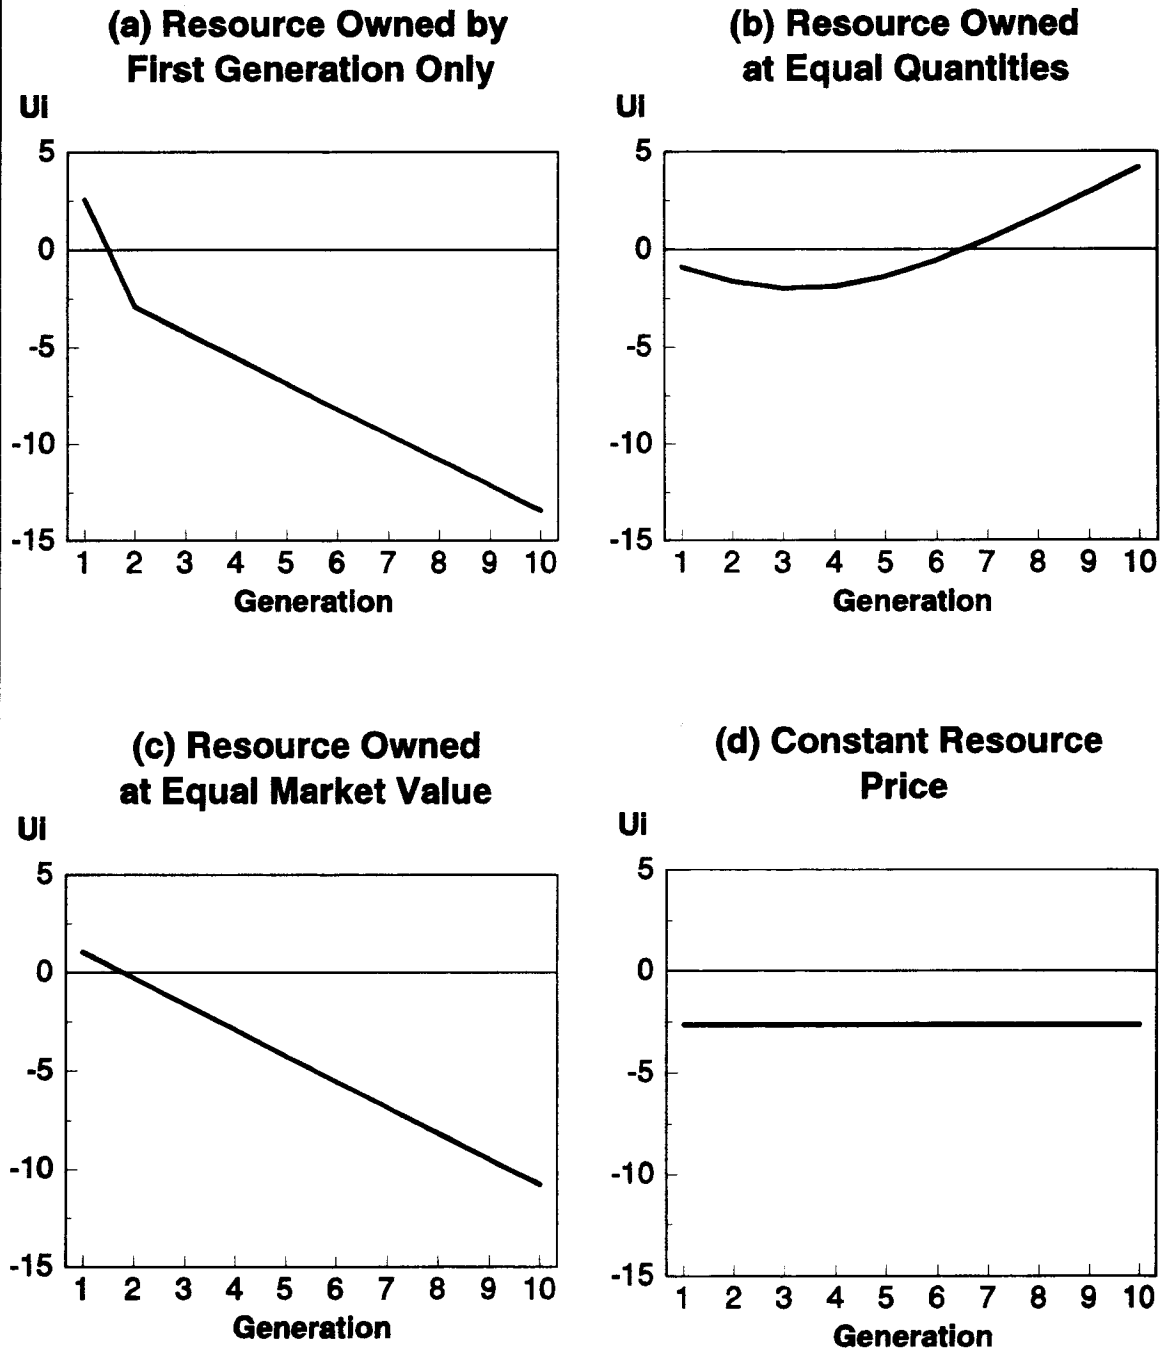 (a) Resource Owned by
First Generation Only
Ui
5
0
-5
-10
-15
1 2 3 4 5 6 7 8 9 10
Generation
(b) Resource Owned
at Equal Quantities
Ui
5
0
-5
-10
-15
1 2 3 4 5 6 7 8 9 10
Generation
(c) Resource Owned
at Equal Market Value
Ui
5
0
-5
-10
-15
1 2 3 4 5 6 7 8 9 10
Generation
(d) Constant Resource
Price
Ui
5
0
-5
-10
-15
1 2 3 4 5 6 7 8 9 10
Generation